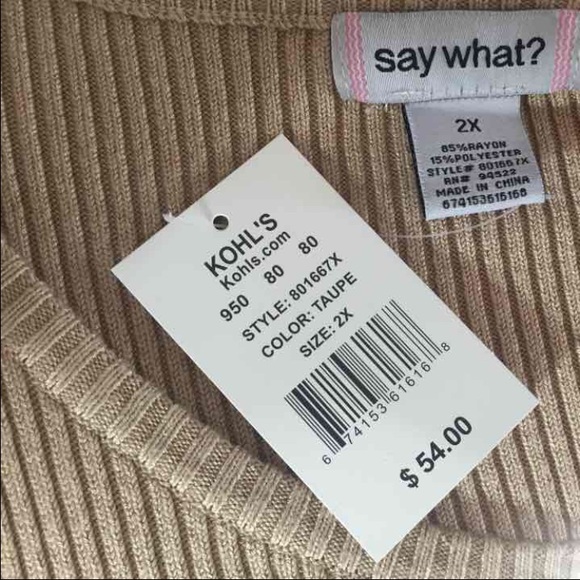 say what?
2X
85%RAYON
15%POLYESTER
STYLE# 801667X
RN# 94522
MADE IN CHINA
674153616168
KOHL'S
Kohls.com
950 80 80
STYLE: 801667X
COLOR: TAUPE
SIZE: 2X
6 74153 61616 8
$ 54.00